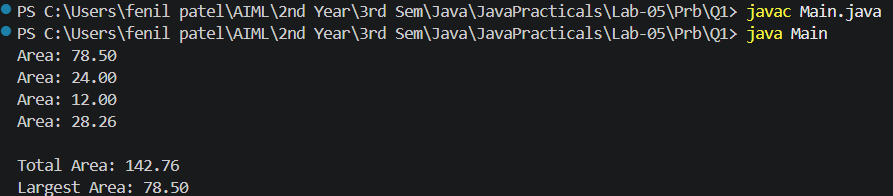 PS C:\Users\fenil patel\AIML\2nd Year\3rd Sem\Java\JavaPracticals\Lab-05\Prb\Q1> javac Main.java
PS C:\Users\fenil patel\AIML\2nd Year\3rd Sem\Java\JavaPracticals\Lab-05\Prb\Q1> java Main
Area: 78.50
Area: 24.00
Area: 12.00
Area: 28.26
Total Area: 142.76
Largest Area: 78.50